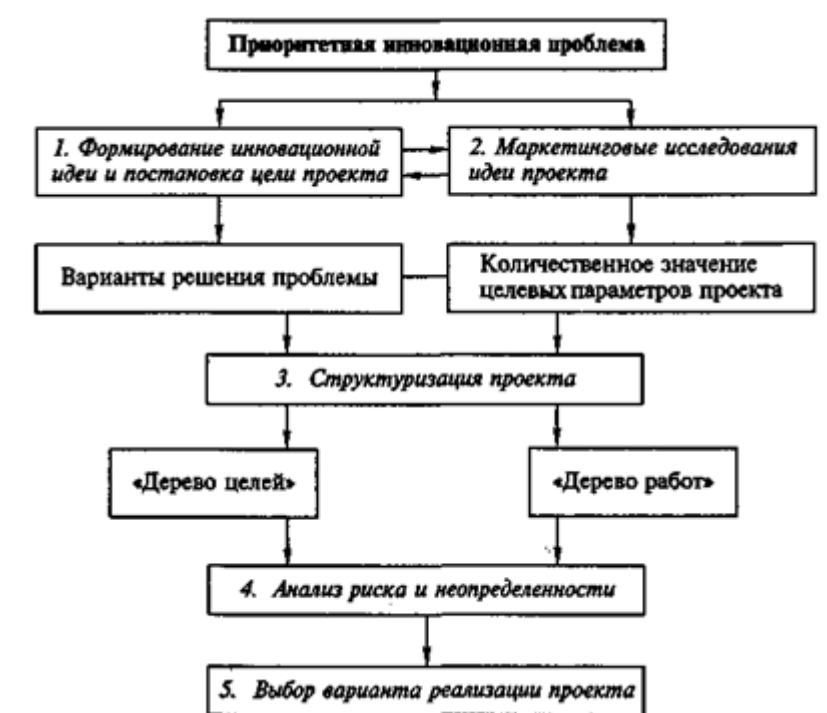 Приоритетная инновационная проблема
1. Формирование инновационной
идеи и постановка цели проекта
2. Маркетинговые исследования
идеи проекта
Варианты решения проблемы
Количественное значение
целевых параметров проекта
3. Структуризация проекта
«Дерево целей»
«Дерево работ»
4. Анализ риска и неопределенности
5. Выбор варианта реализации проекта